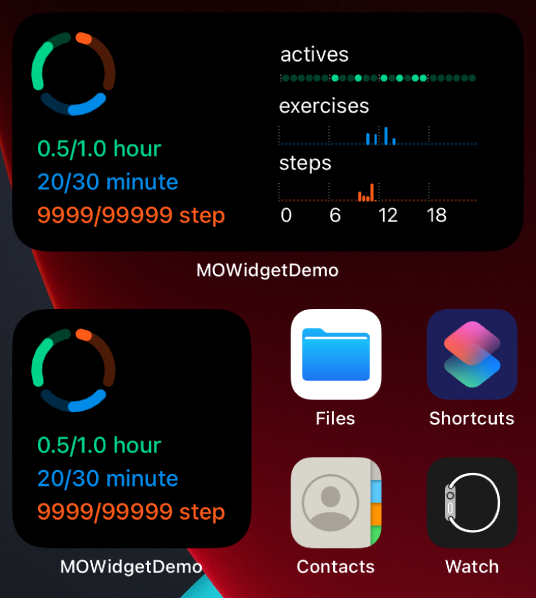 actives
exercises
steps
0 6 12 18
0.5/1.0 hour
20/30 minute
9999/99999 step
MOWidgetDemo
0.5/1.0 hour
20/30 minute
9999/99999 step
MOWidgetDemo
Files
Shortcuts
Contacts
Watch